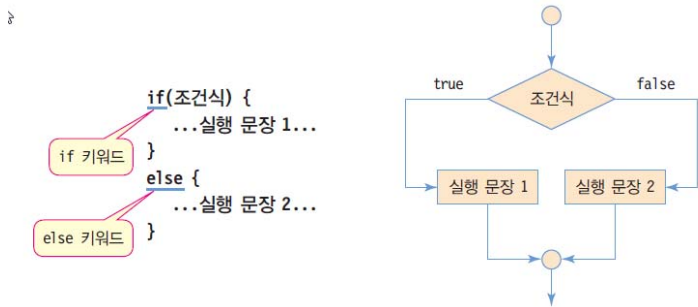 if(조건식) {
...실행 문장 1...
}
if 키워드
else {
...실행 문장 2...
}
else 키워드
true
false
조건식
실행 문장 1
실행 문장 2